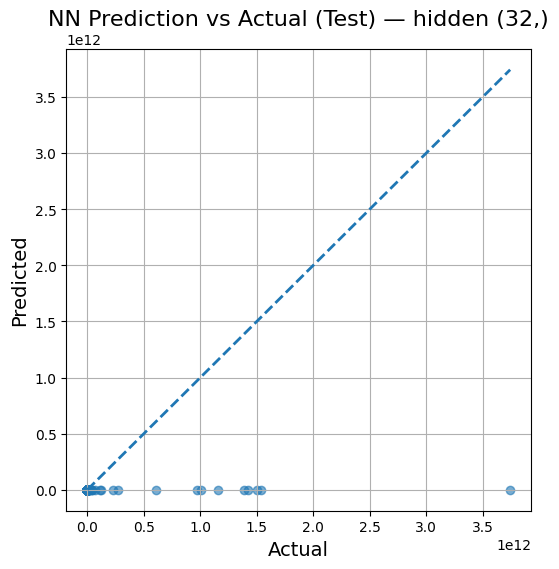 NN Prediction vs Actual (Test) — hidden (32,)
1e12
3.5
3.0
2.5
2.0
1.5
1.0
0.5
0.0
Predicted
0.0 0.5 1.0 1.5 2.0 2.5 3.0 3.5
1e12
Actual